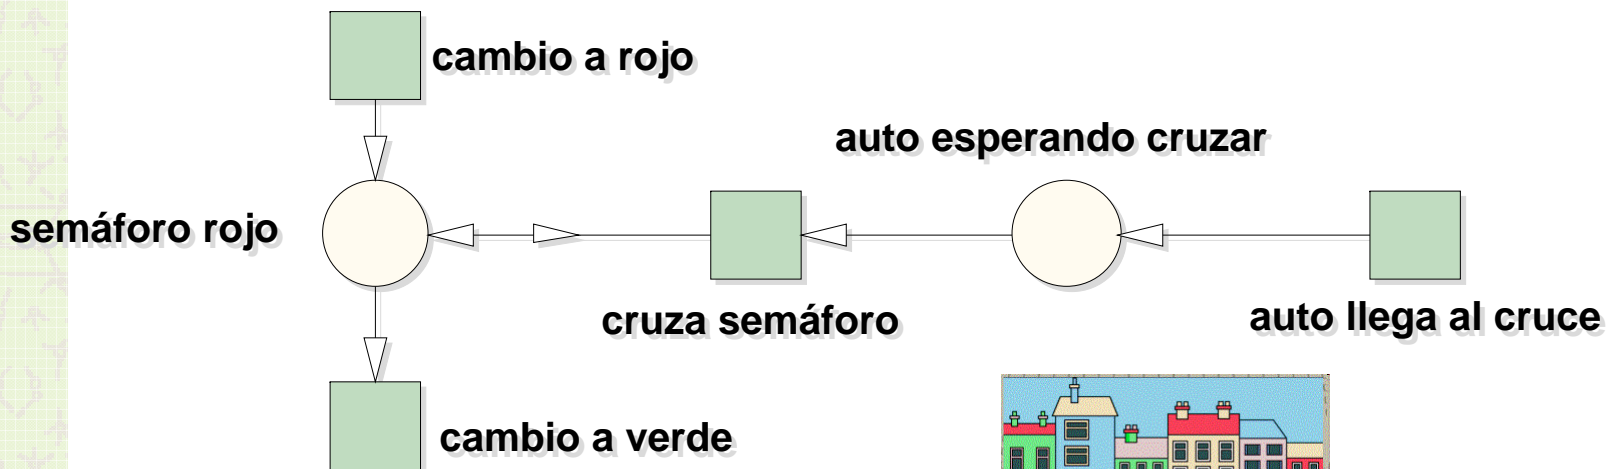 cambio a rojo
auto esperando cruzar
semáforo rojo
cruza semáforo
auto llega al cruce
cambio a verde